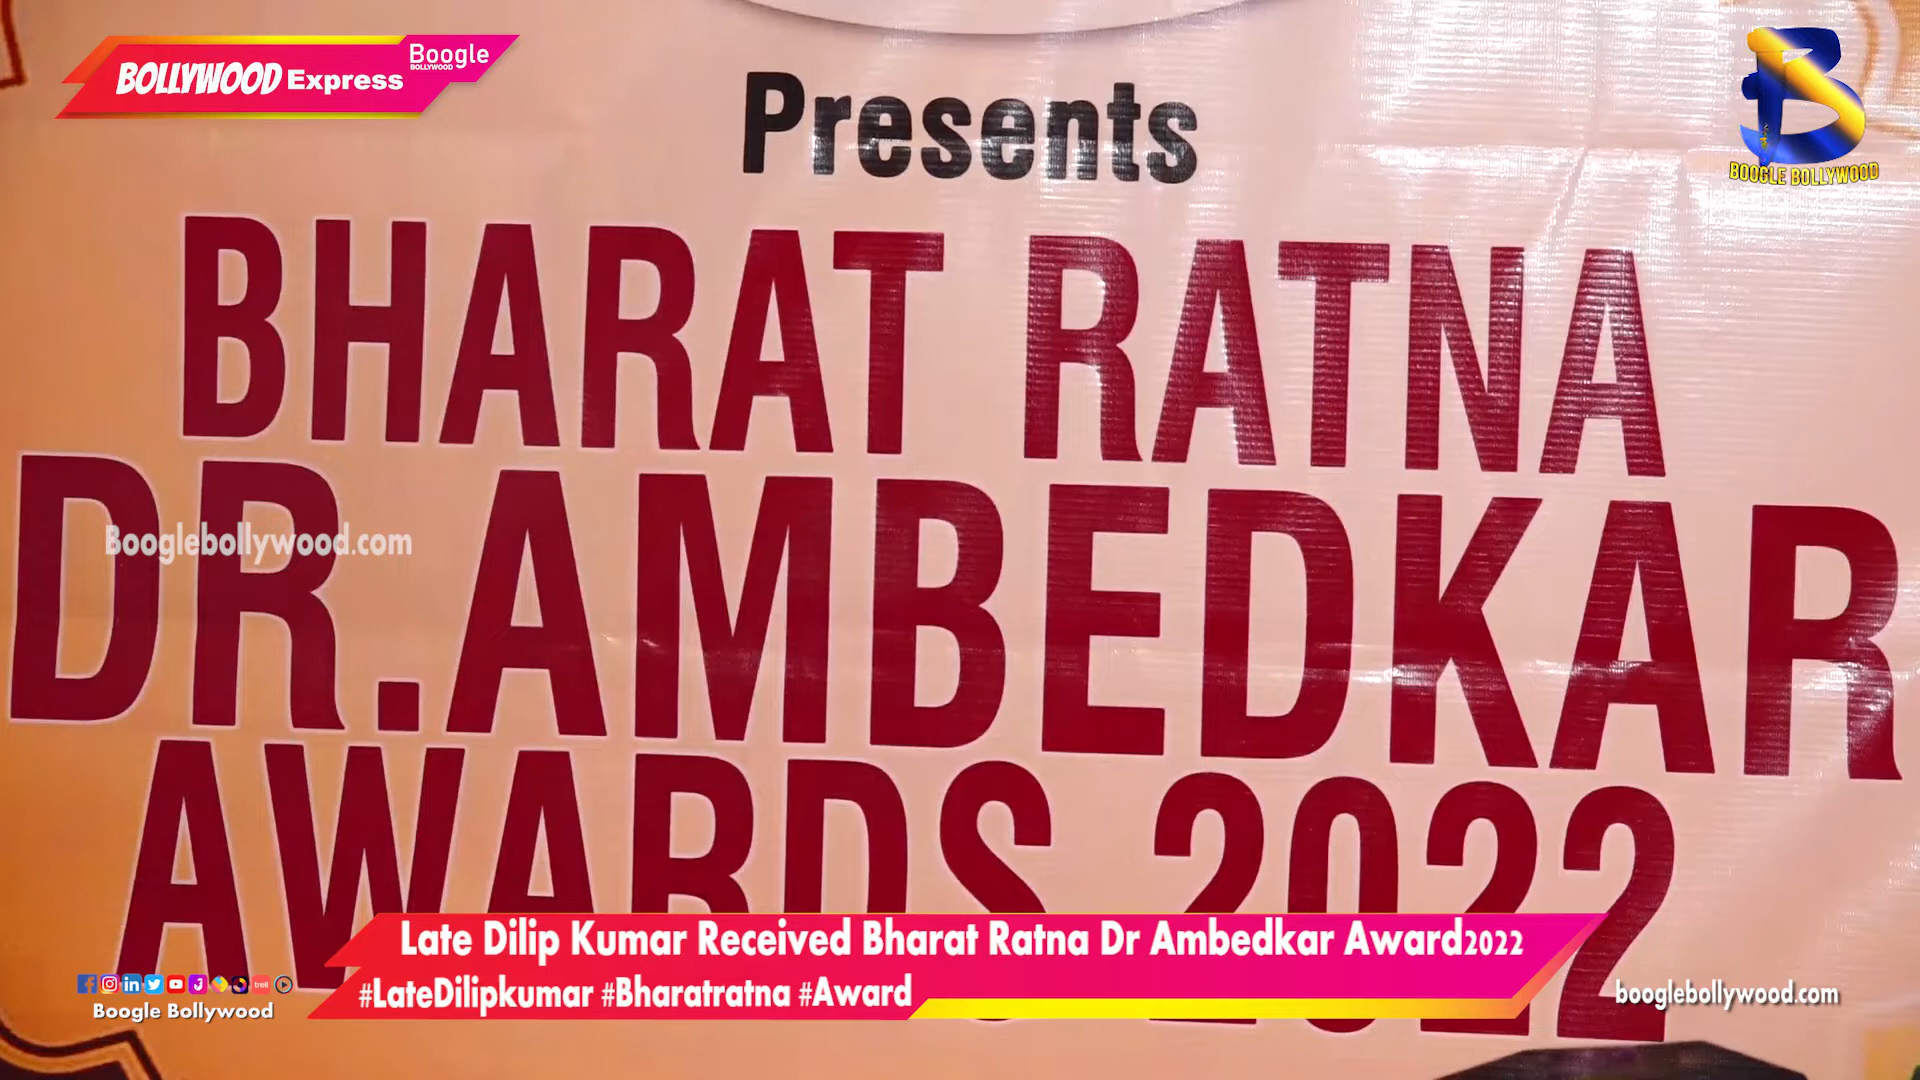 Boogle
BOLLYWOOD
BOLLYWOOD Express
B
BOOGLE BOLLYWOOD
Presents
BHARAT RATNA
DR.AMBEDKAR
Booglebollywood.com
AWARDS 2022
Late Dilip Kumar Received Bharat Ratna Dr Ambedkar Award2022
#LateDilipkumar #Bharatratna #Award
Boogle Bollywood
booglebollywood.com